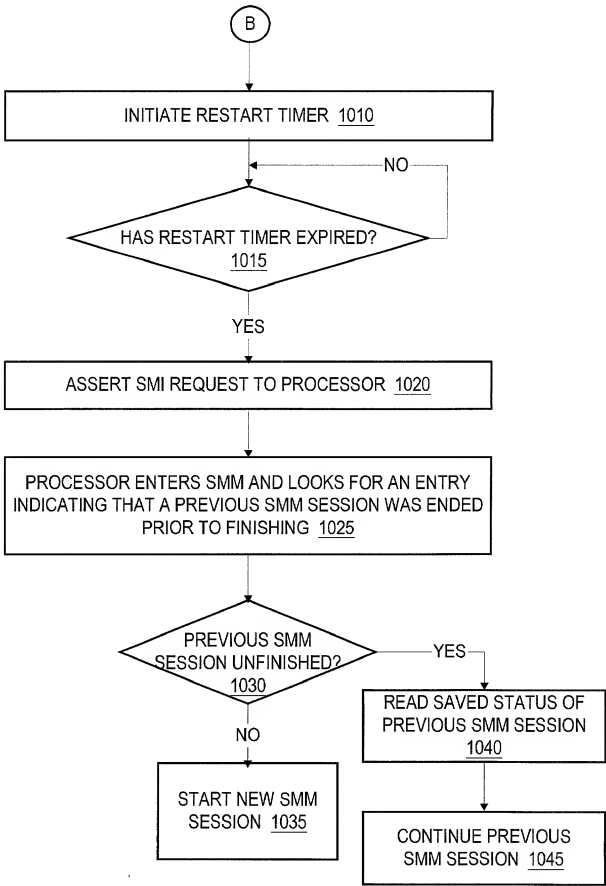 B
INITIATE RESTART TIMER 1010
NO
HAS RESTART TIMER EXPIRED?
1015
YES
ASSERT SMI REQUEST TO PROCESSOR 1020
PROCESSOR ENTERS SMM AND LOOKS FOR AN ENTRY
INDICATING THAT A PREVIOUS SMM SESSION WAS ENDED
PRIOR TO FINISHING 1025
PREVIOUS SMM
SESSION UNFINISHED?
1030
YES
READ SAVED STATUS OF
PREVIOUS SMM SESSION
1040
NO
START NEW SMM
SESSION 1035
CONTINUE PREVIOUS
SMM SESSION 1045